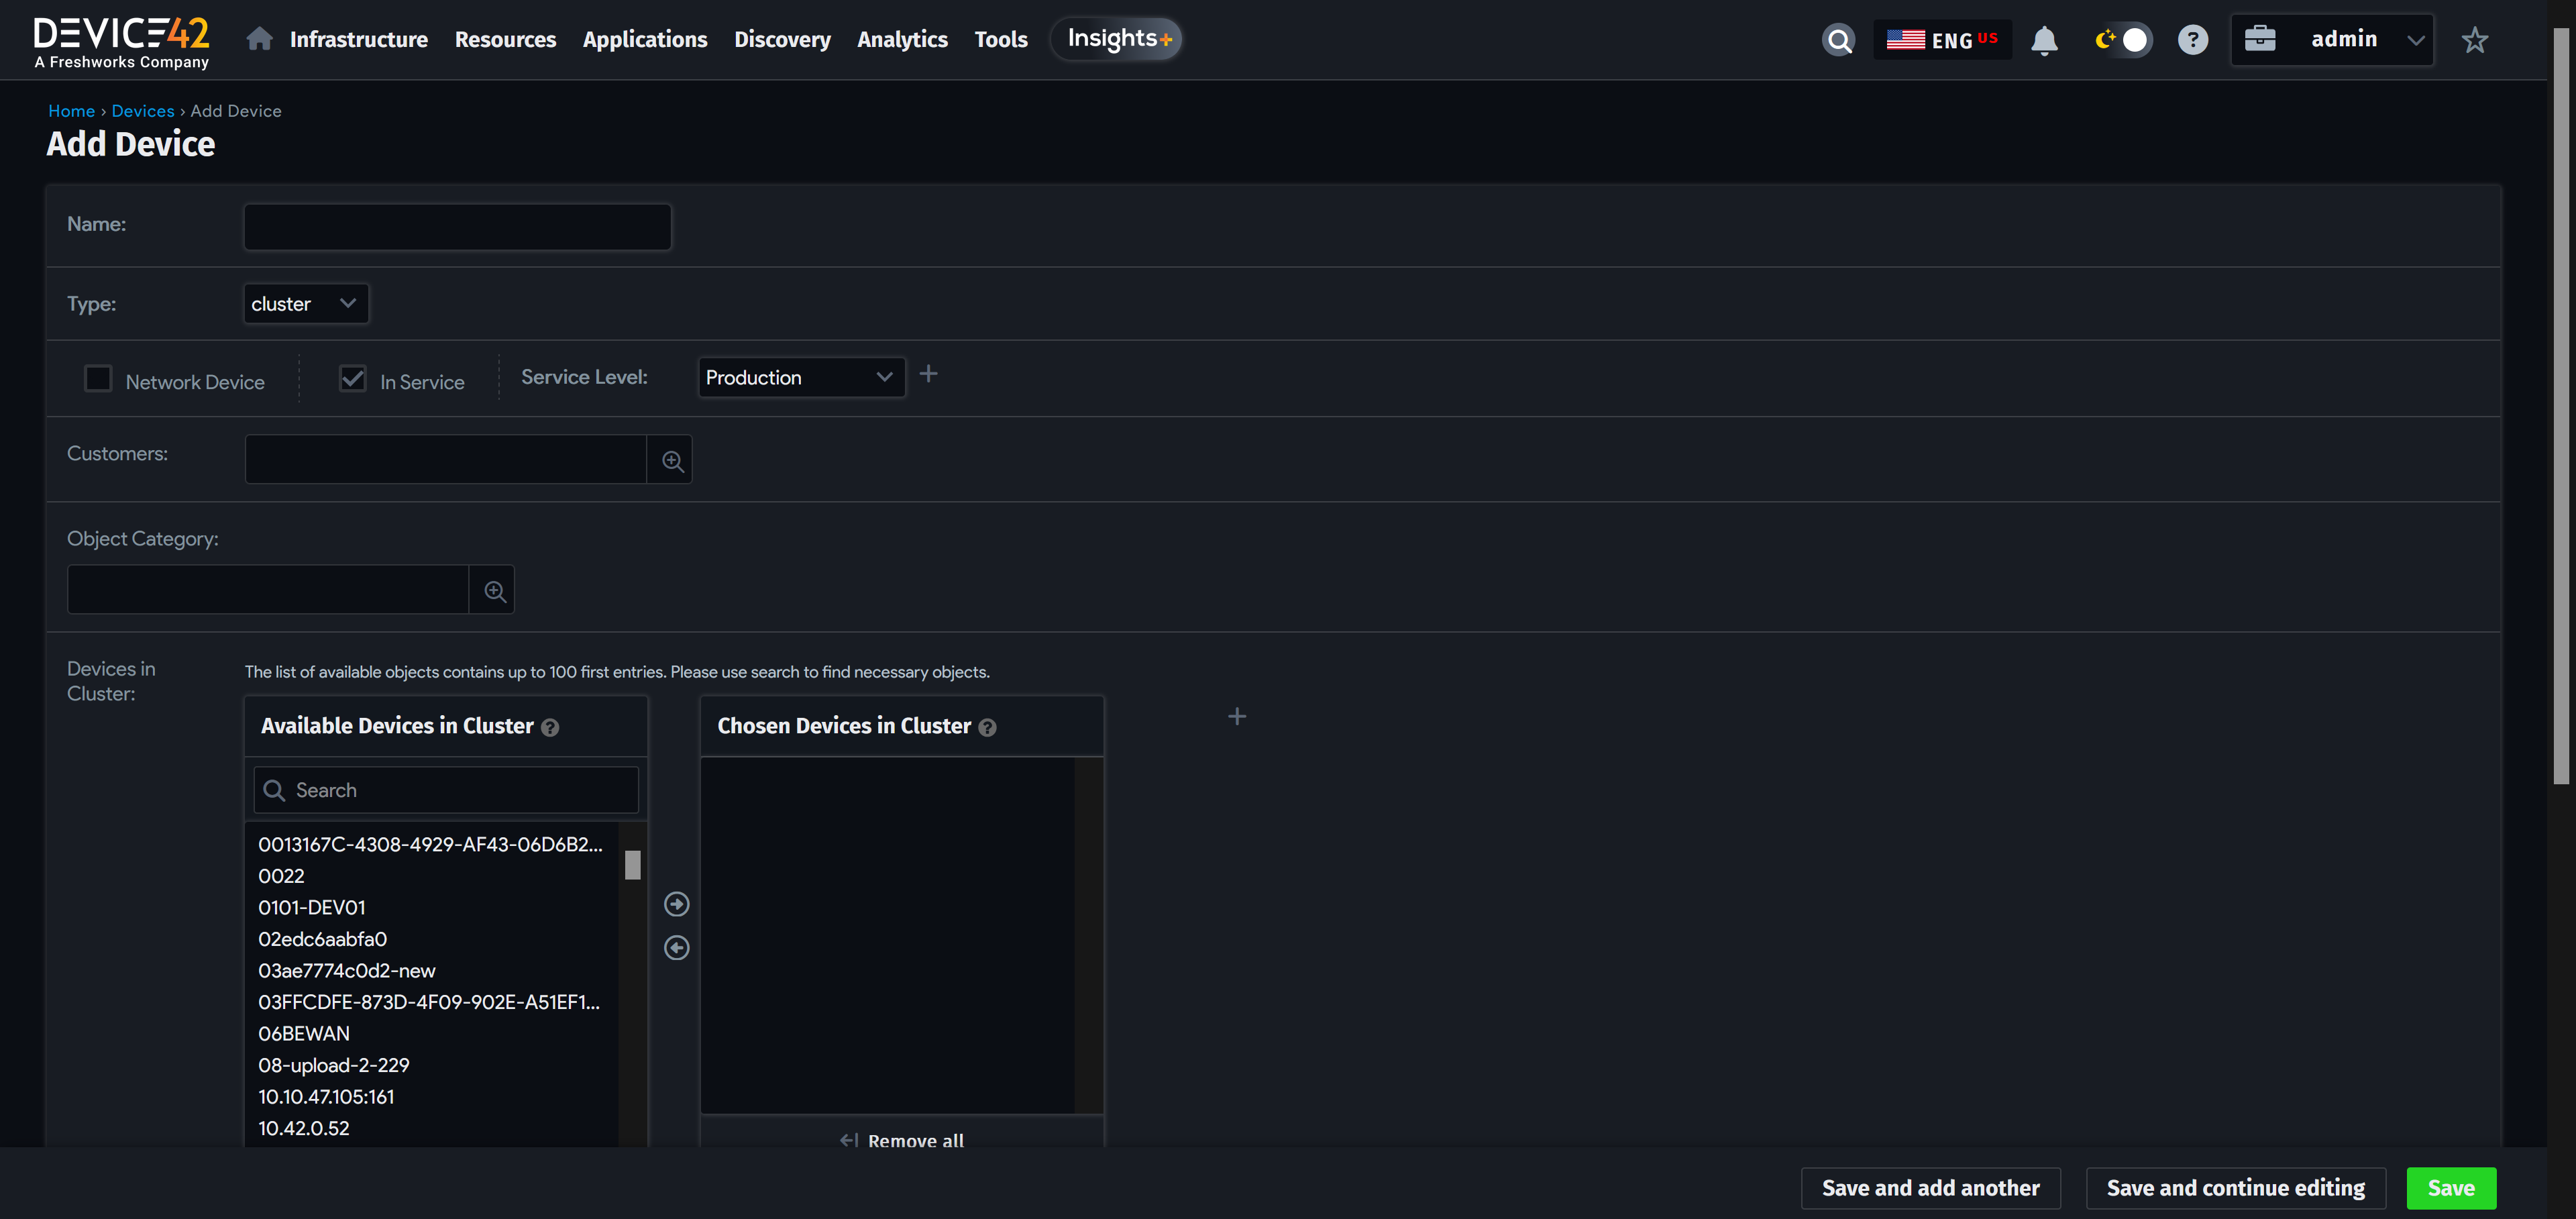 DEVICE42
A Freshworks Company
Infrastructure Resources Applications Discovery Analytics Tools Insights+
ENG US
? admin
Home › Devices › Add Device
Add Device
Name:
Type: cluster
Network Device In Service Service Level: Production
Customers:
Object Category:
Devices in
Cluster:
The list of available objects contains up to 100 first entries. Please use search to find necessary objects.
Available Devices in Cluster ?
Chosen Devices in Cluster ?
Search
0013167C-4308-4929-AF43-06D6B2...
0022
0101-DEV01
02edc6aabfa0
03ae7774c0d2-new
03FFCDFE-873D-4F09-902E-A51EF1...
06BEWAN
08-upload-2-229
10.10.47.105:161
10.42.0.52
Remove all
Save and add another Save and continue editing Save